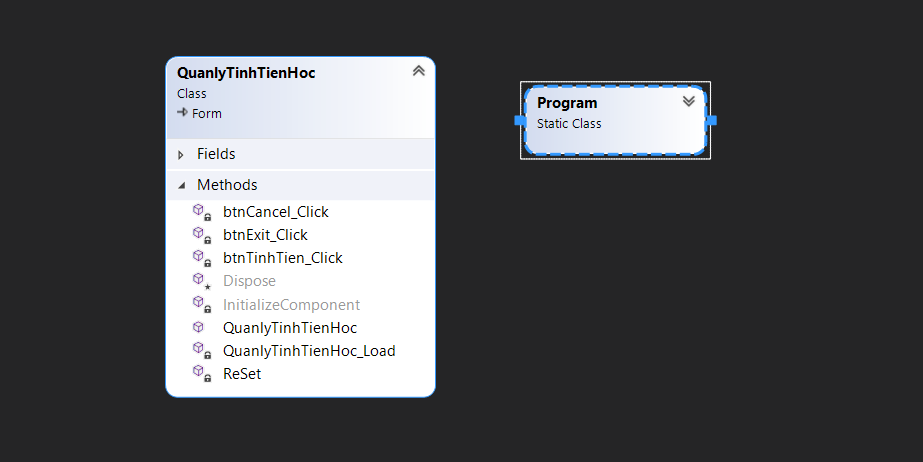 QuanlyTinhTienHoc
Class
Form
Fields
Methods
btnCancel_Click
btnExit_Click
btnTinhTien_Click
Dispose
InitializeComponent
QuanlyTinhTienHoc
QuanlyTinhTienHoc_Load
ReSet
Program
Static Class